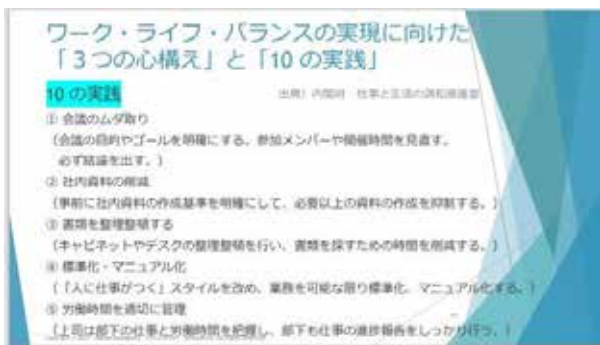 ワーク・ライフ・バランスの実現に向けた
「３つの心構え」と「10 の実践」
10 の実践
出典）内閣府 仕事と生活の調和推進室
① 会議のムダ取り
（会議の目的やゴールを明確にする。参加メンバーや開催時間を見直す。
必ず結論を出す。）
② 社内資料の削減
（事前に社内資料の作成基準を明確にして、必要以上の資料の作成を抑制する。）
③ 書類を整理整頓する
（キャビネットやデスクの整理整頓を行い、書類を探すための時間を削減する。）
④ 標準化・マニュアル化
（「人に仕事がつく」スタイルを改め、業務を可能な限り標準化、マニュアル化する。）
⑤ 労働時間を適切に管理
（上司は部下の仕事と労働時間を把握し、部下も仕事の進捗報告をしっかり行う。）